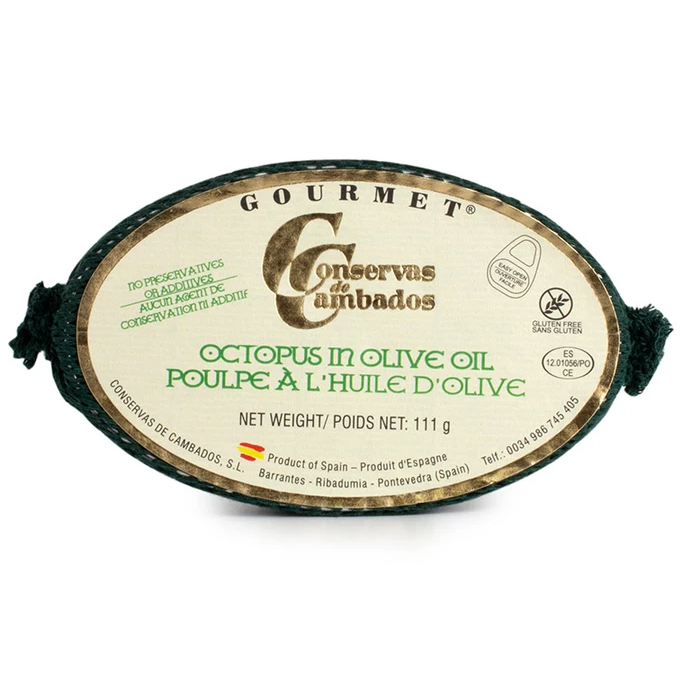 GOURMET®
Conservas
de
Cambados
NO PRESERVATIVES
OR ADDITIVES
AUCUN AGENT DE
CONSERVATION NI ADDITIF
EASY OPEN
OUVERTURE
FACILE
GLUTEN FREE
SANS GLUTEN
ES
12.01056/PO
CE
OCTOPUS IN OLIVE OIL
POULPE À L'HUILE D'OLIVE
NET WEIGHT/ POIDS NET: 111 g
CONSERVAS DE CAMBADOS, S.L.
Product of Spain – Produit d'Espagne
Barrantes - Ribadumia - Pontevedra (Spain)
Telf.: 0034 986 745 405